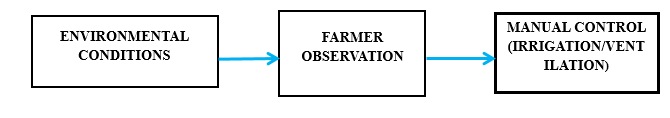 ENVIRONMENTAL
CONDITIONS
FARMER
OBSERVATION
MANUAL CONTROL
(IRRIGATION/VENT
ILATION)